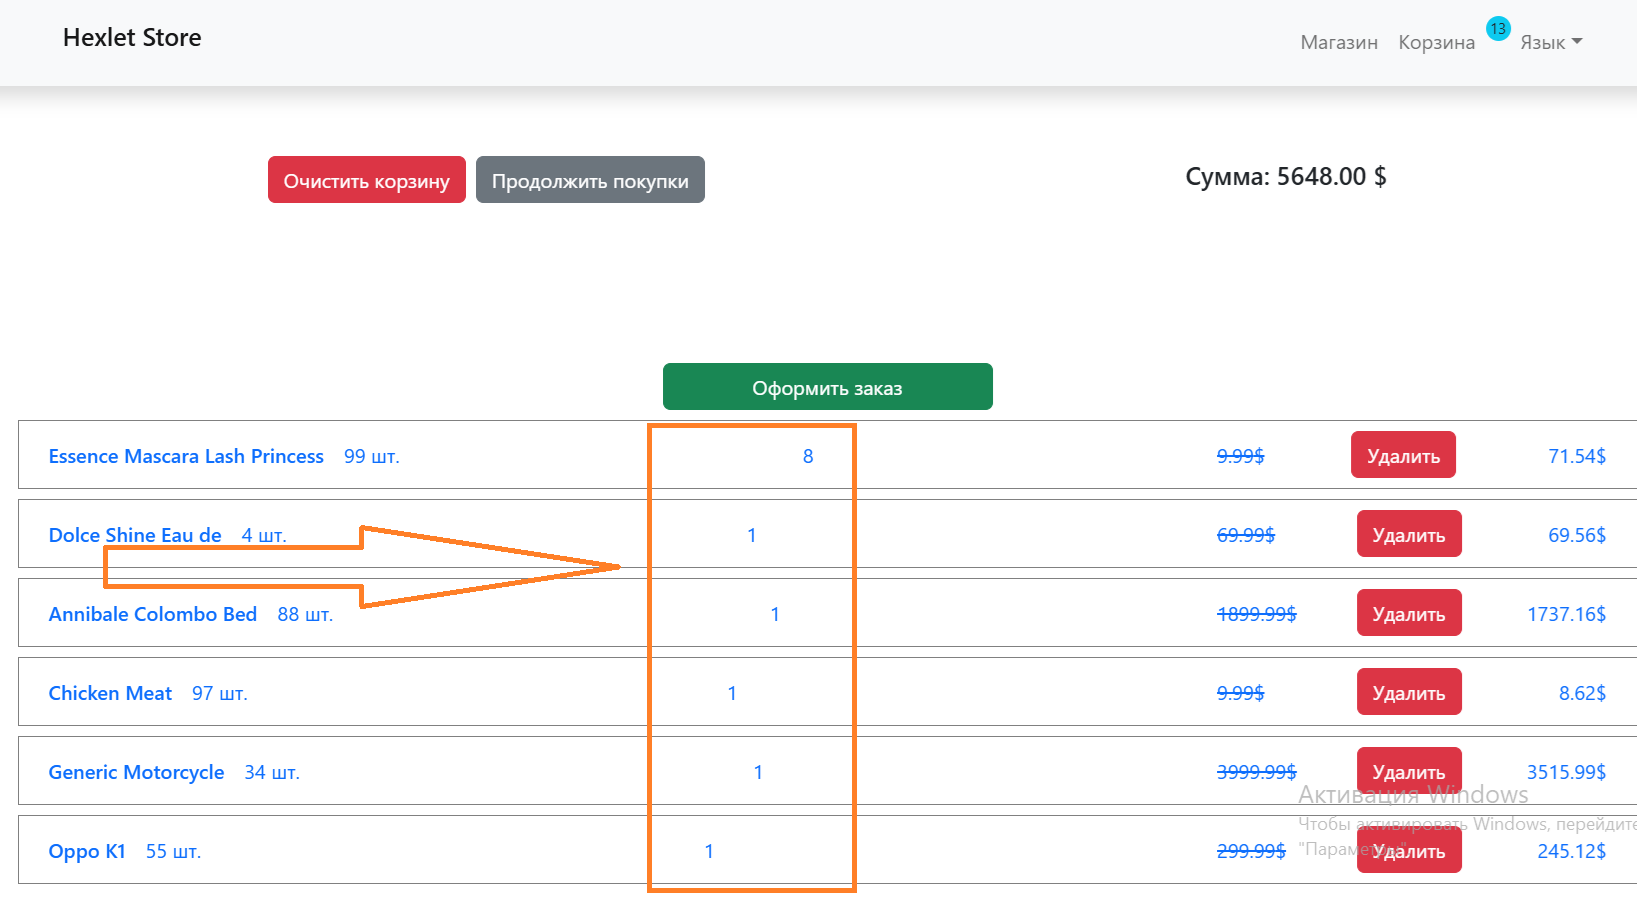 Hexlet Store
Магазин Корзина 13 Язык
Очистить корзину Продолжить покупки Сумма: 5648.00 $
Оформить заказ
Essence Mascara Lash Princess 99 шт. 8 9.99$ Удалить 71.54$
Dolce Shine Eau de 4 шт. 1 69.99$ Удалить 69.56$
Annibale Colombo Bed 88 шт. 1 1899.99$ Удалить 1737.16$
Chicken Meat 97 шт. 1 9.99$ Удалить 8.62$
Generic Motorcycle 34 шт. 1 3999.99$ Удалить 3515.99$
Активация Windows
Чтобы активировать Windows, перейдите
"Параметры"
Oppo K1 55 шт. 1 299.99$ Удалить 245.12$